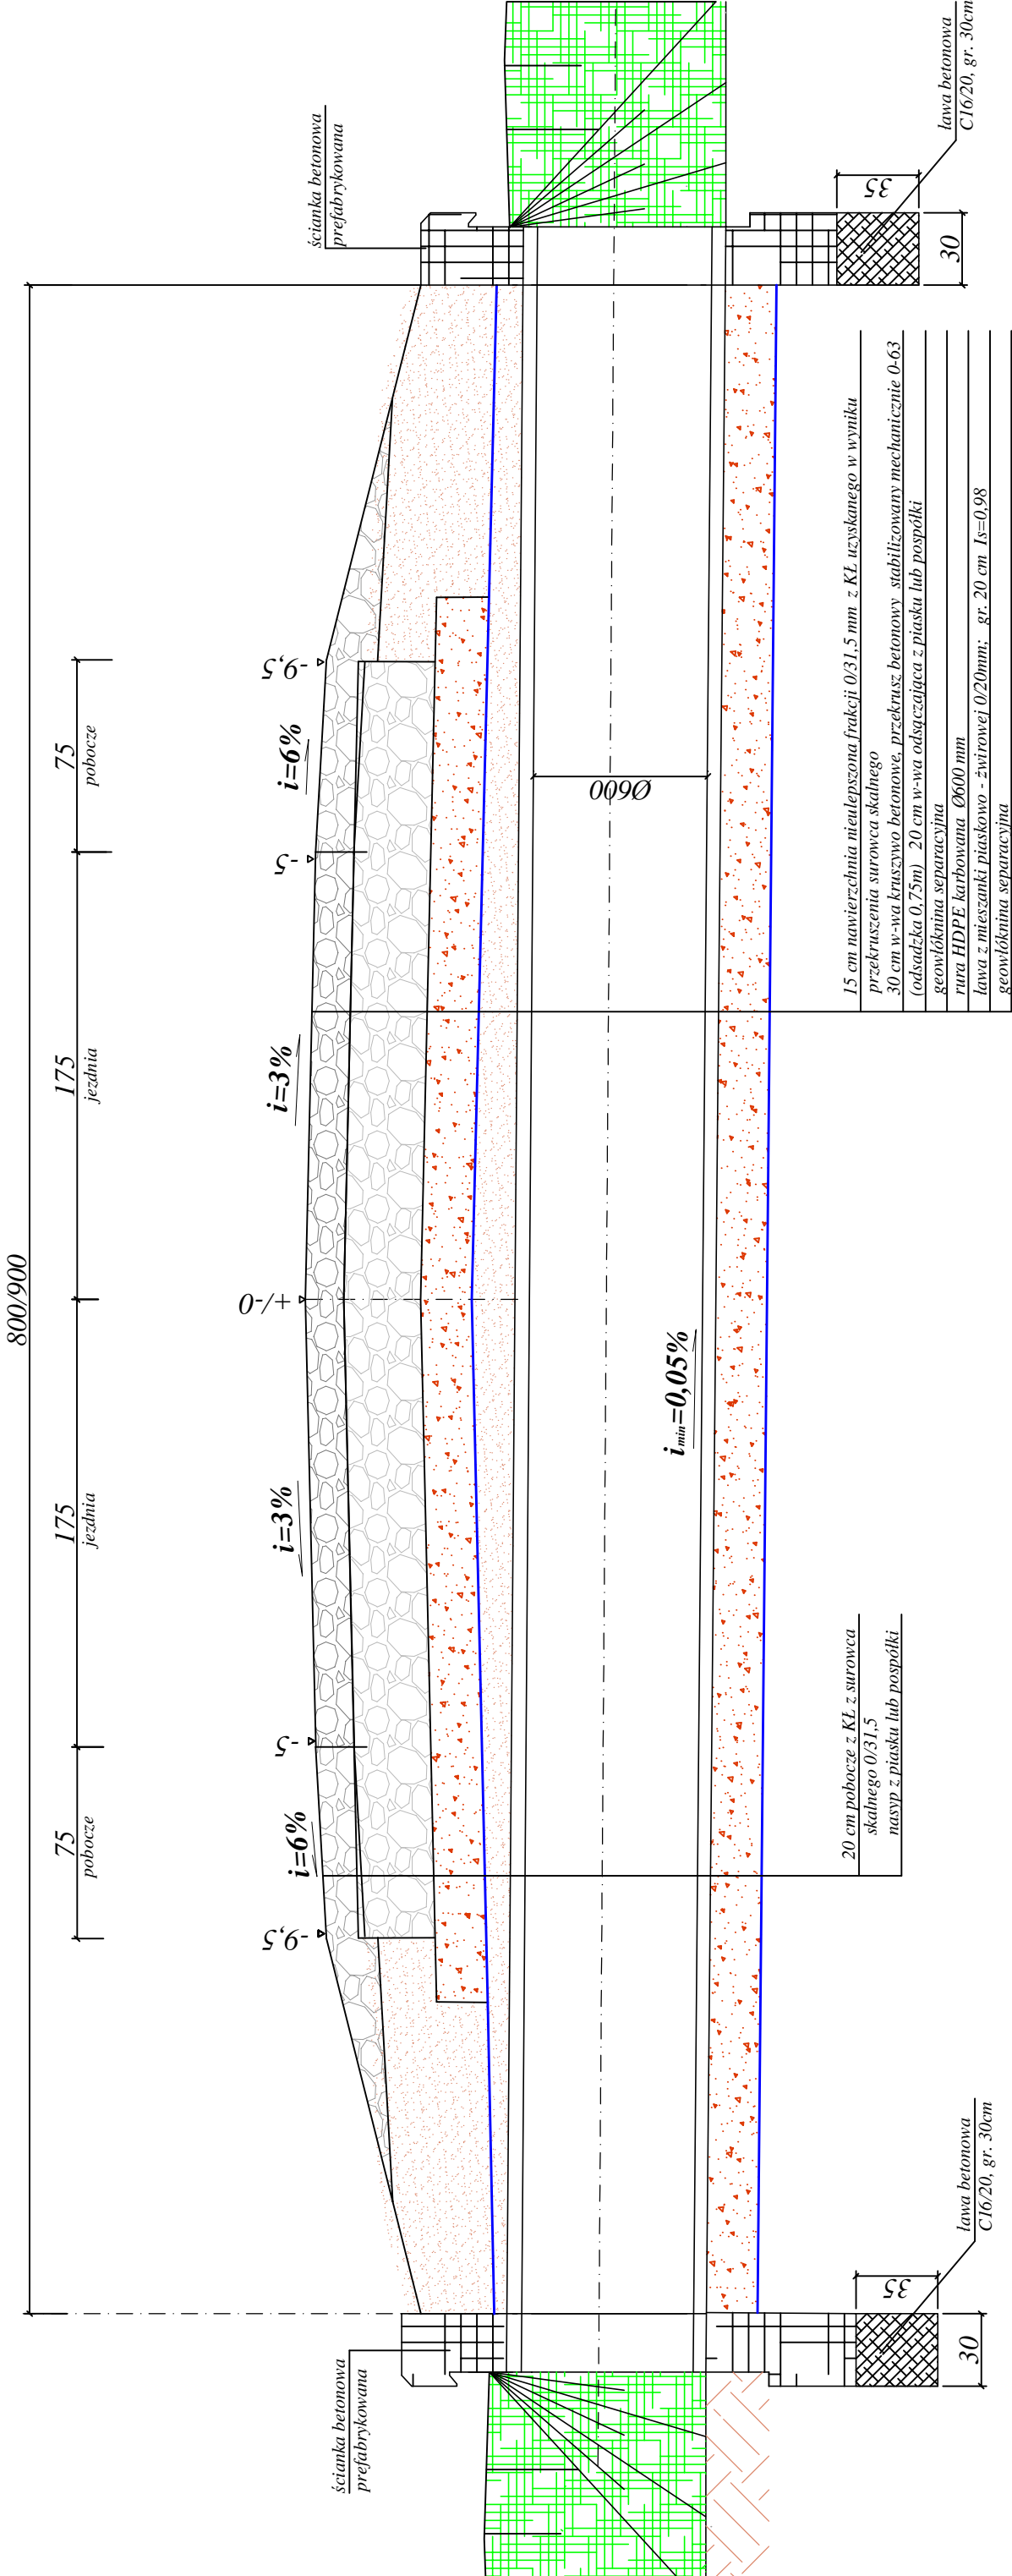 800/900
75
pobocze
175
jezdnia
175
jezdnia
75
pobocze
ścianka betonowa
prefabrykowana
ścianka betonowa
prefabrykowana
-9,5
i=6%
-5
i=3%
+/-0
i=3%
-5
i=6%
-9,5
imin=0,05%
Ø600
20 cm pobocze z KŁ z surowca
skalnego 0/31,5
nasyp z piasku lub pospółki
15 cm nawierzchnia nieulepszona frakcji 0/31,5 mm z KŁ uzyskanego w wyniku
przekruszenia surowca skalnego
30 cm w-wa kruszywo betonowe, przekrusz betonowy stabilizowany mechanicznie 0-63
(odsadzka 0,75m) 20 cm w-wa odsączająca z piasku lub pospółki
geowłóknina separacyjna
rura HDPE karbowana Ø600 mm
ława z mieszanki piaskowo - żwirowej 0/20mm; gr. 20 cm Is=0,98
geowłóknina separacyjna
35
30
ława betonowa
C16/20, gr. 30cm
35
30
ława betonowa
C16/20, gr. 30cm